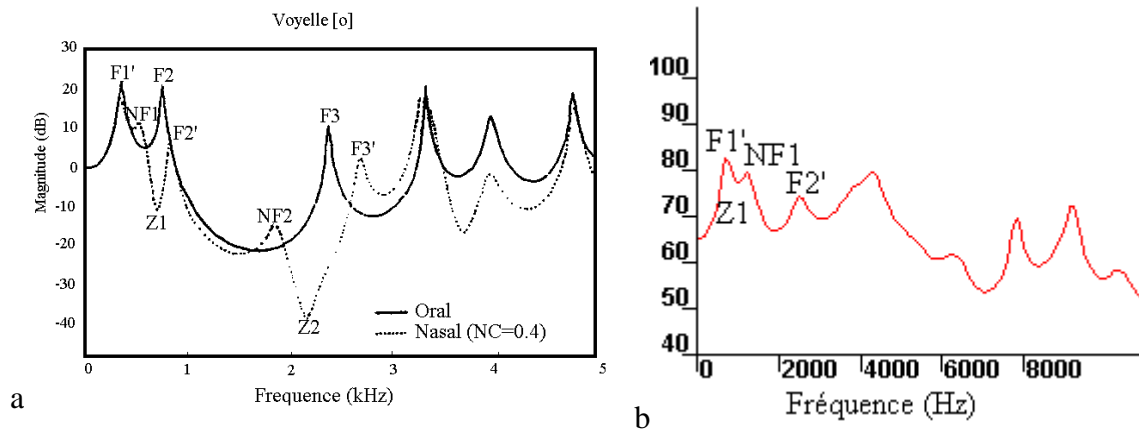 Voyelle [o]
30
20
10
0
-10
-20
-30
-40
Magnitude (dB)
F1'
F2
NF1
F2'
Z1
NF2
Z2
F3
F3'
Oral
Nasal (NC=0.4)
0 1 2 3 4 5
Frequence (kHz)
a
100
90
80
70
60
50
40
F1'
NF1
Z1
F2'
0 2000 4000 6000 8000
Fréquence (Hz)
b